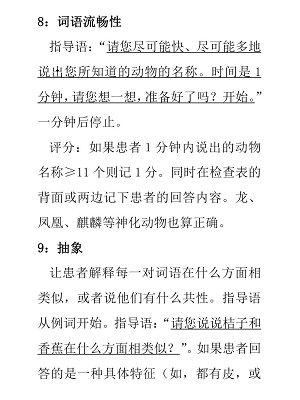 8：词语流畅性
指导语：“请您尽可能快、尽可能多地
说出您所知道的动物的名称。时间是 1
分钟，请您想一想，准备好了吗？开始。”
一分钟后停止。
评分：如果患者 1 分钟内说出的动物
名称≥11 个则记 1 分。同时在检查表的
背面或两边记下患者的回答内容。龙、
凤凰、麒麟等神化动物也算正确。
9：抽象
让患者解释每一对词语在什么方面相
类似，或者说他们有什么共性。指导语
从例词开始。指导语：“请您说说桔子和
香蕉在什么方面相类似？”。如果患者回
答的是一种具体特征（如，都有皮，或